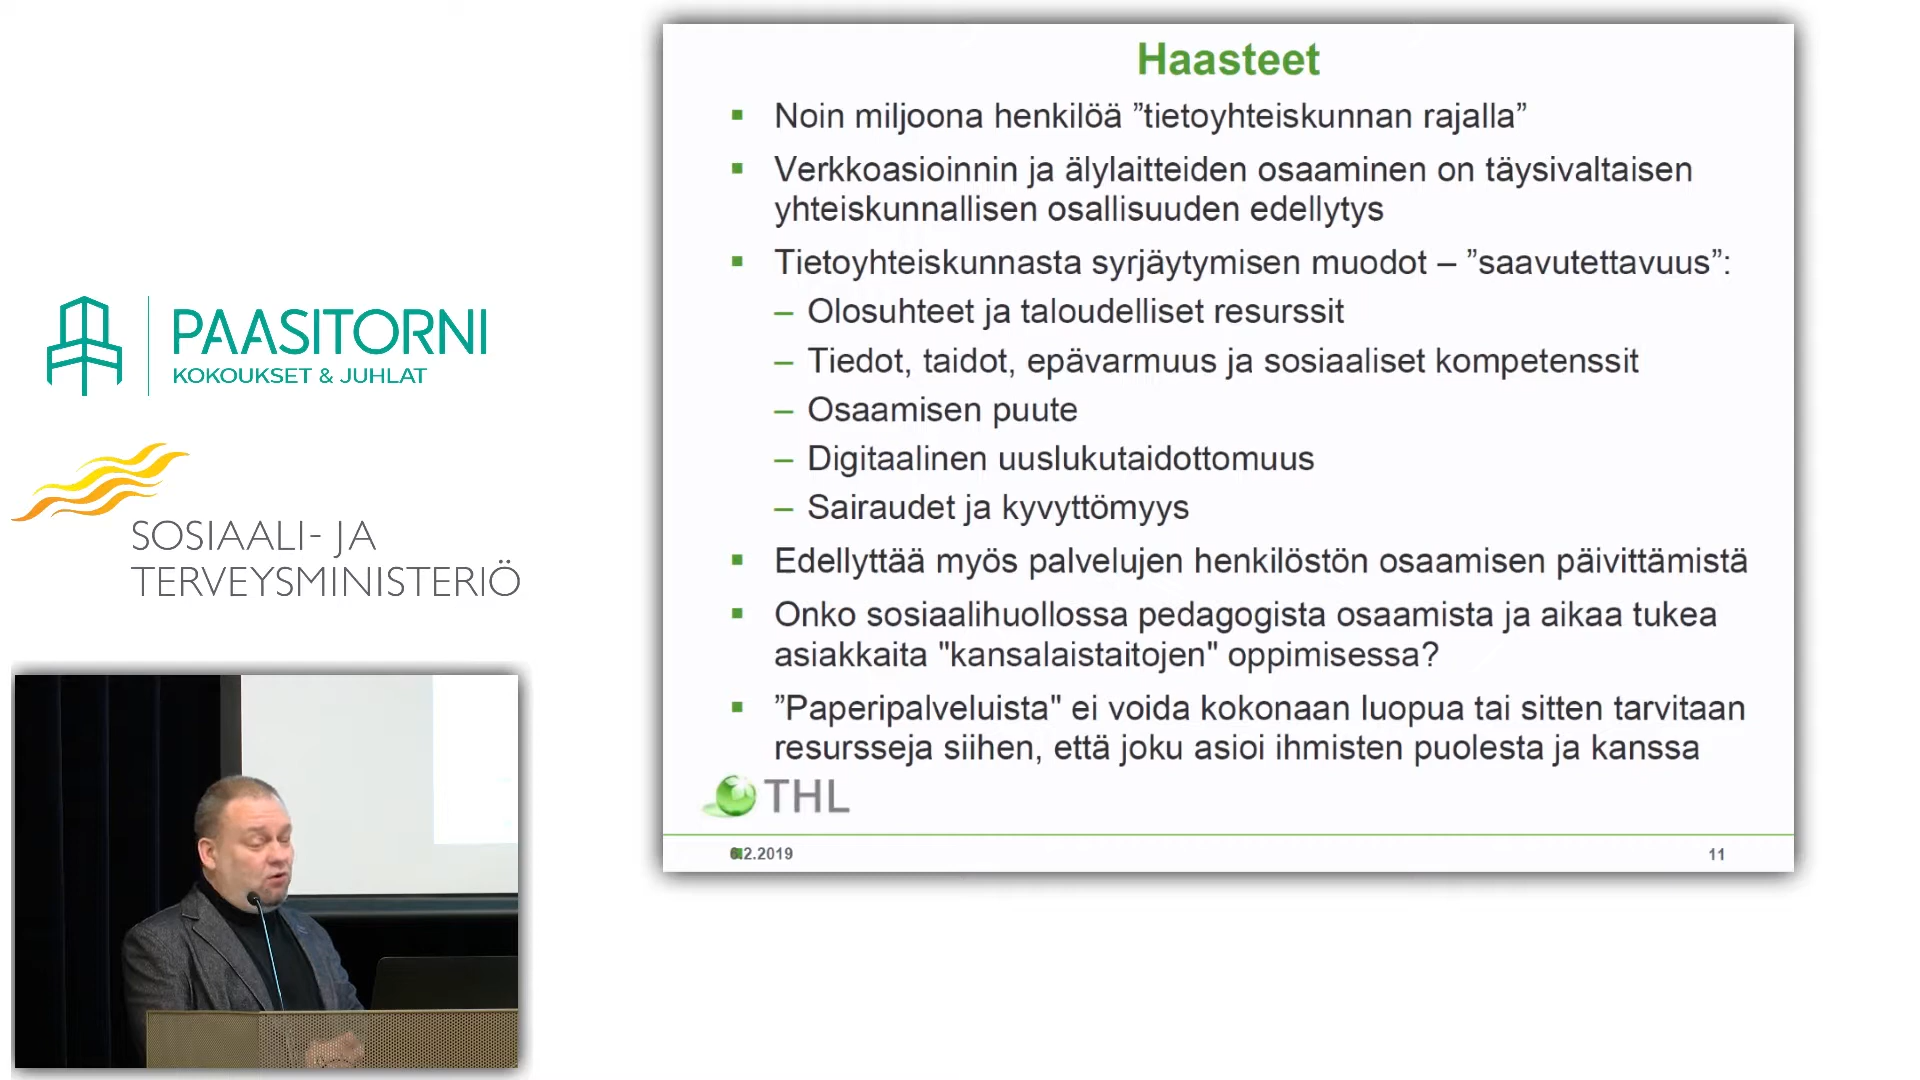 Haasteet
▪ Noin miljoona henkilöä ”tietoyhteiskunnan rajalla”
▪ Verkkoasioinnin ja älylaitteiden osaaminen on täysivaltaisen
yhteiskunnallisen osallisuuden edellytys
▪ Tietoyhteiskunnasta syrjäytymisen muodot – ”saavutettavuus”:
– Olosuhteet ja taloudelliset resurssit
– Tiedot, taidot, epävarmuus ja sosiaaliset kompetenssit
– Osaamisen puute
– Digitaalinen uuslukutaidottomuus
– Sairaudet ja kyvyttömyys
▪ Edellyttää myös palvelujen henkilöstön osaamisen päivittämistä
▪ Onko sosiaalihuollossa pedagogista osaamista ja aikaa tukea
asiakkaita "kansalaistaitojen" oppimisessa?
▪ ”Paperipalveluista" ei voida kokonaan luopua tai sitten tarvitaan
resursseja siihen, että joku asioi ihmisten puolesta ja kanssa
THL
6.2.2019
11
PAASITORNI
KOKOUKSET & JUHLAT
SOSIAALI- JA
TERVEYSMINISTERIÖ